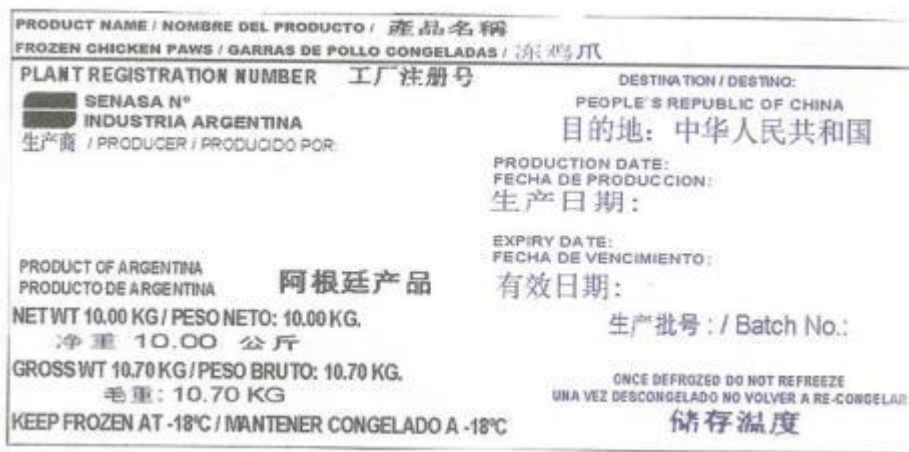 PRODUCT NAME / NOMBRE DEL PRODUCTO / 產品名稱
FROZEN CHICKEN PAWS / GARRAS DE POLLO CONGELADAS / 冻鸡爪
PLANT REGISTRATION NUMBER 工厂注册号
SENASA Nº
INDUSTRIA ARGENTINA
生产商 / PRODUCER / PRODUCIDO POR:
DESTINATION / DESTINO:
PEOPLE'S REPUBLIC OF CHINA
目的地：中华人民共和国
PRODUCTION DATE:
FECHA DE PRODUCCION:
生产日期:
EXPIRY DATE:
FECHA DE VENCIMIENTO:
有效日期:
PRODUCT OF ARGENTINA
PRODUCTO DE ARGENTINA 阿根廷产品
NET WT 10.00 KG / PESO NETO: 10.00 KG.
净重 10.00 公斤
生产批号 : / Batch No.:
GROSS WT 10.70 KG / PESO BRUTO: 10.70 KG.
毛重: 10.70 KG
KEEP FROZEN AT -18ºC / MANTENER CONGELADO A -18ºC
ONCE DEFROZED DO NOT REFREEZE
UNA VEZ DESCONGELADO NO VOLVER A RE-CONGELAR
储存温度